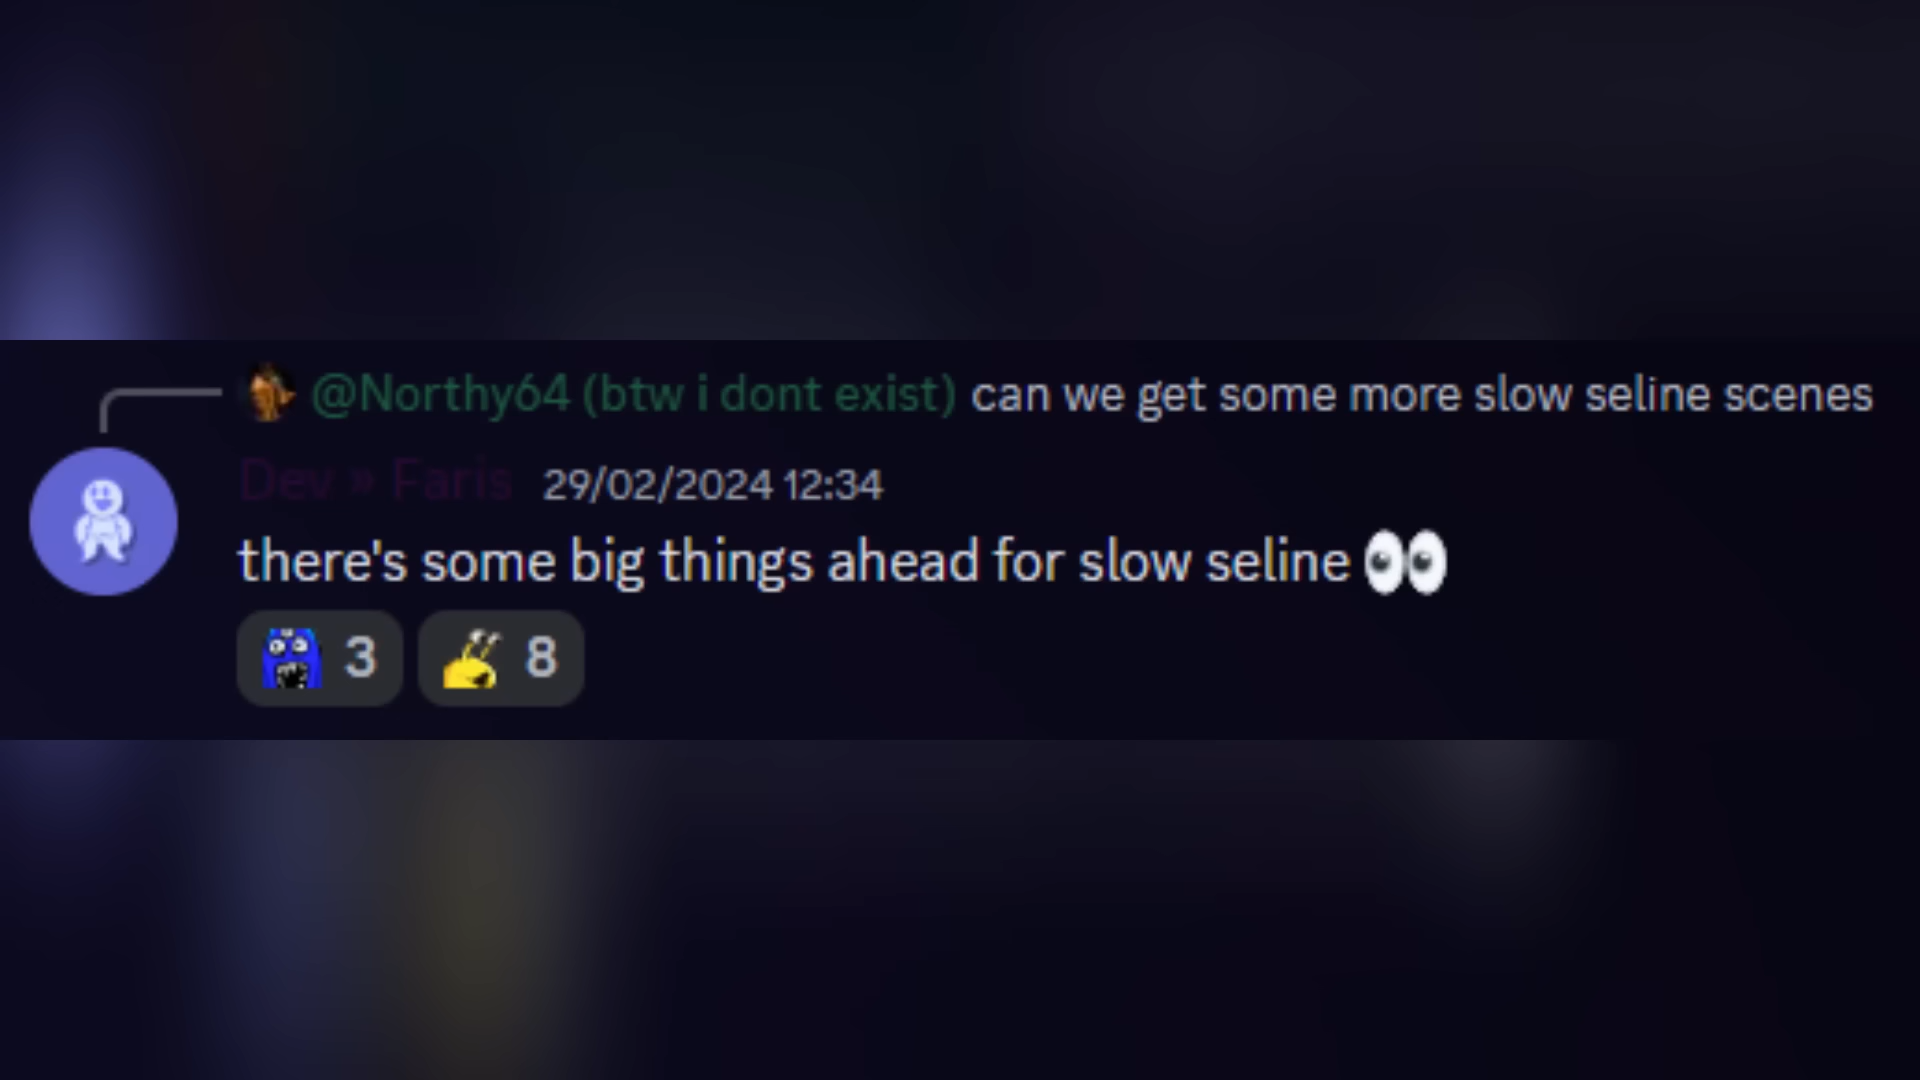 @Northy64 (btw i dont exist) can we get some more slow seline scenes
Dev » Faris 29/02/2024 12:34
there's some big things ahead for slow seline 👀
3 8